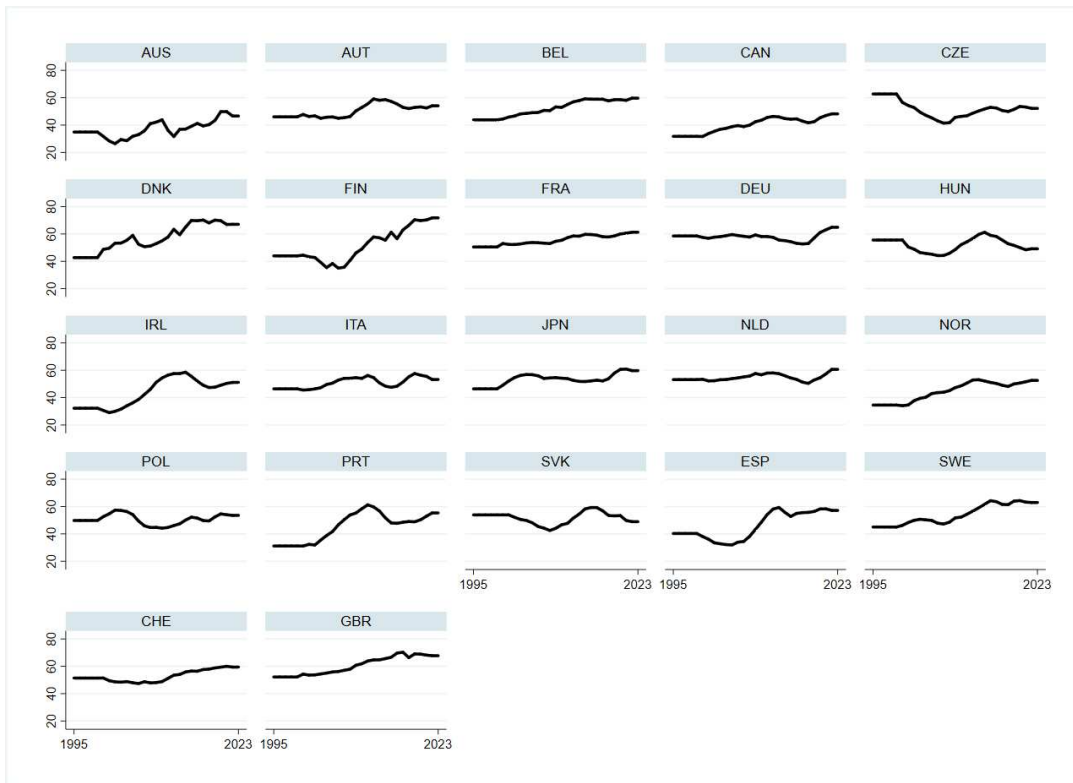 AUS AUT BEL CAN CZE
80
60
40
20
DNK FIN FRA DEU HUN
80
60
40
20
IRL ITA JPN NLD NOR
80
60
40
20
POL PRT SVK ESP SWE
80
60
40
20
1995 2023 1995 2023 1995 2023
CHE GBR
80
60
40
20
1995 2023 1995 2023